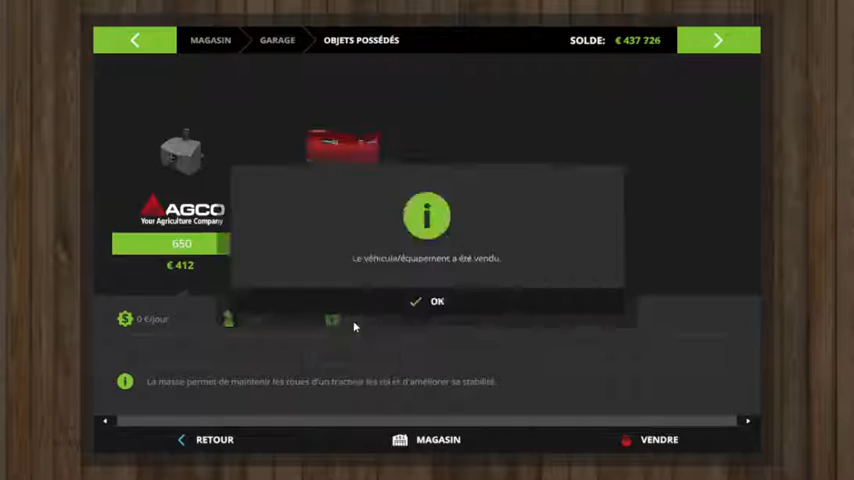 MAGASIN
GARAGE
OBJETS POSSÉDÉS
SOLDE: € 437 726
AGCO
Your Agriculture Company
650
€ 412
Le véhicule/équipement a été vendu.
OK
0 €/jour
La masse permet de maintenir les roues d'un tracteur les sol et d'améliorer sa stabilité.
RETOUR
MAGASIN
VENDRE